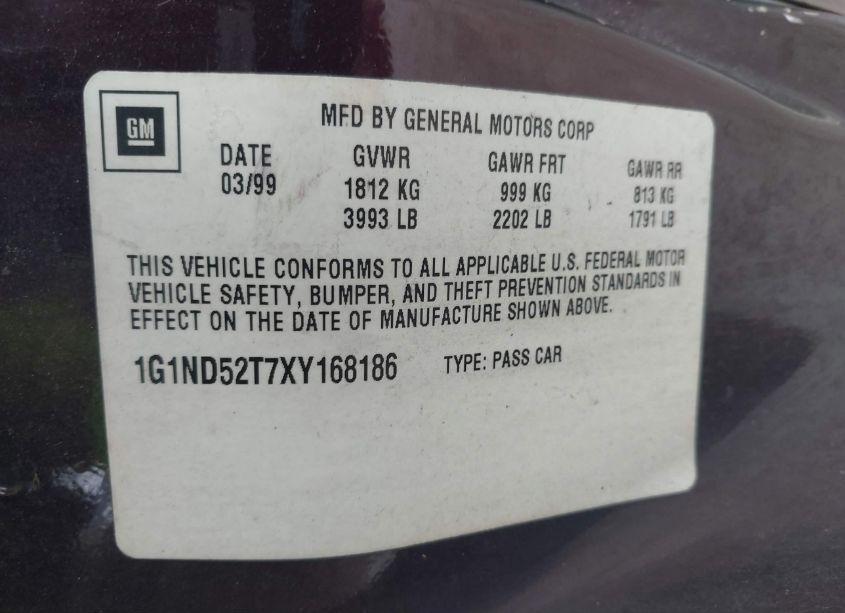 GM
MFD BY GENERAL MOTORS CORP
DATE GVWR GAWR FRT GAWR RR
03/99 1812 KG 999 KG 813 KG
3993 LB 2202 LB 1791 LB
THIS VEHICLE CONFORMS TO ALL APPLICABLE U.S. FEDERAL MOTOR
VEHICLE SAFETY, BUMPER, AND THEFT PREVENTION STANDARDS IN
EFFECT ON THE DATE OF MANUFACTURE SHOWN ABOVE.
1G1ND52T7XY168186 TYPE: PASS CAR